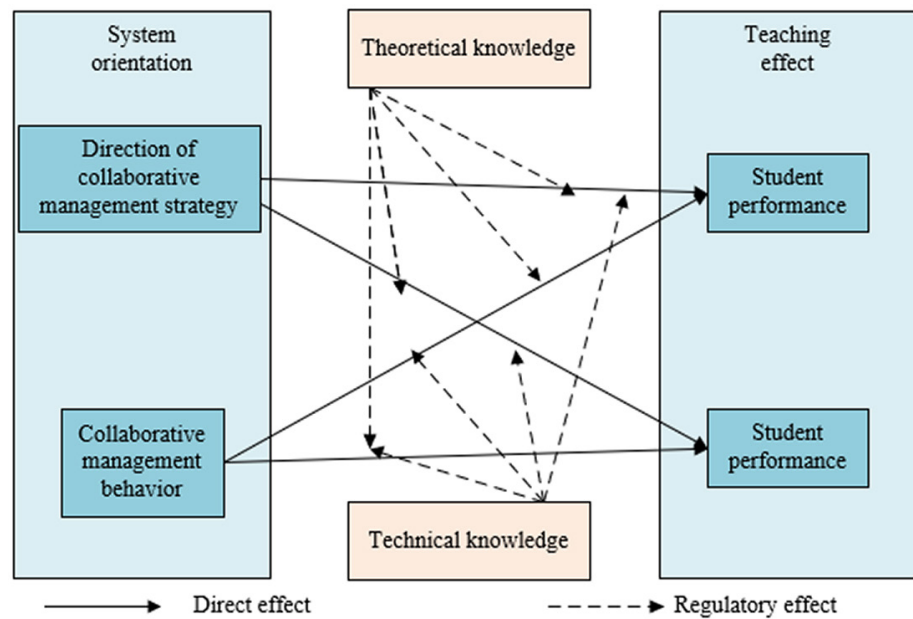 System
orientation
Theoretical knowledge
Teaching
effect
Direction of
collaborative
management strategy
Student
performance
Collaborative
management
behavior
Student
performance
Technical knowledge
Direct effect
Regulatory effect